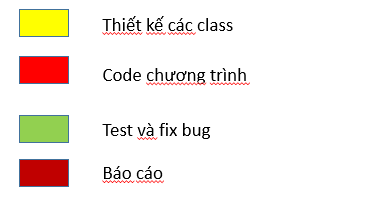 Thiết kế các class
Code chương trình
Test và fix bug
Báo cáo